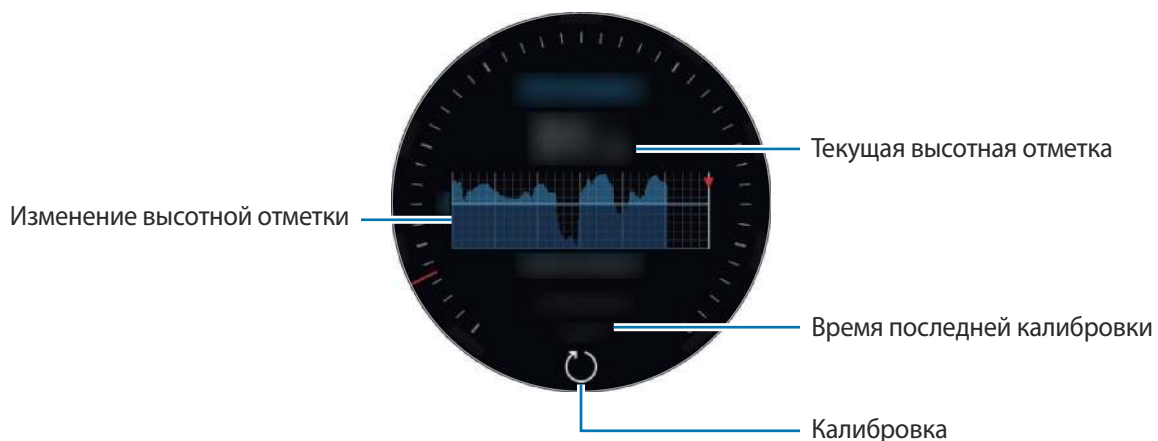 Текущая высотная отметка
Изменение высотной отметки
Время последней калибровки
Калибровка